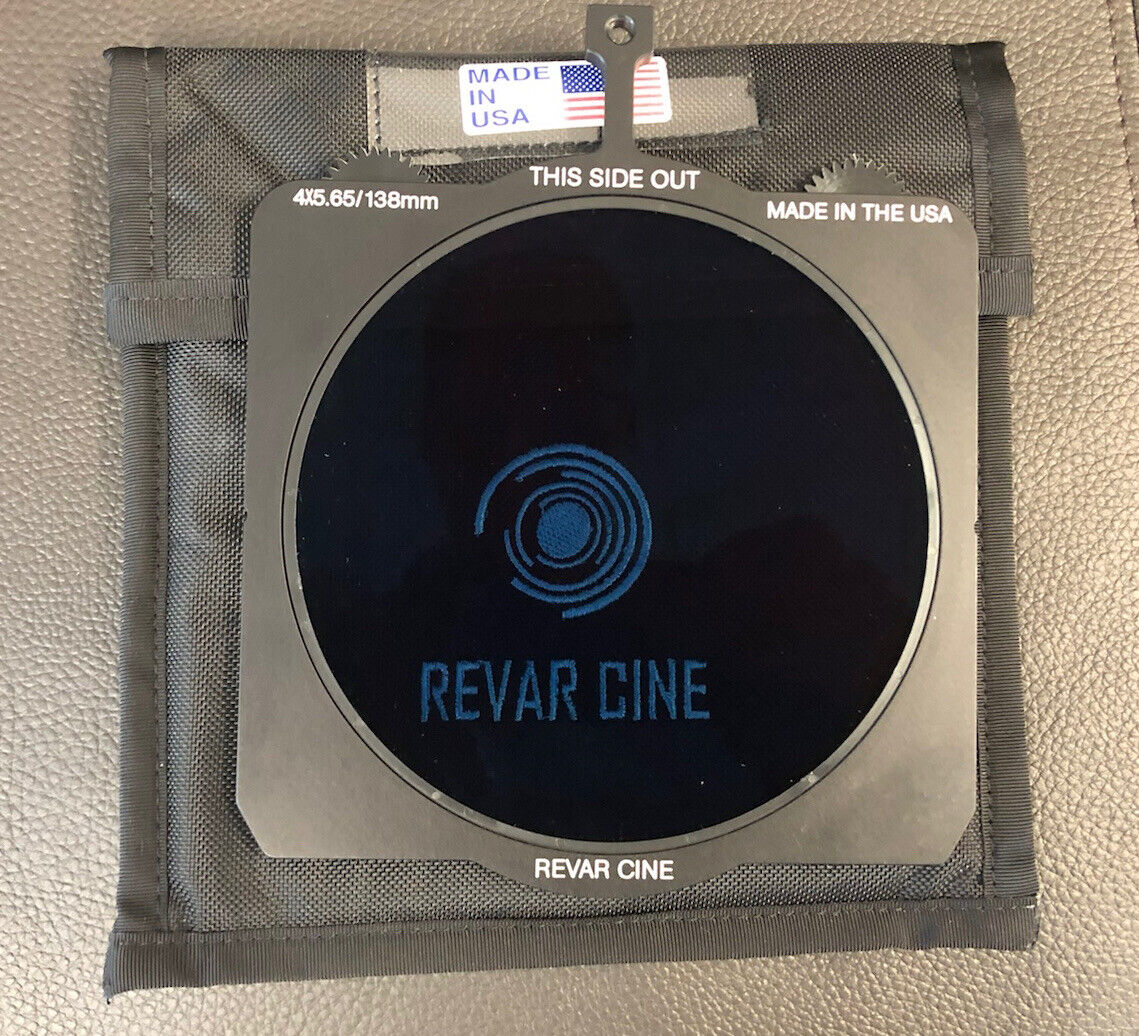 MADE
IN
USA
THIS SIDE OUT
4X5.65/138mm
MADE IN THE USA
REVAR CINE
REVAR CINE